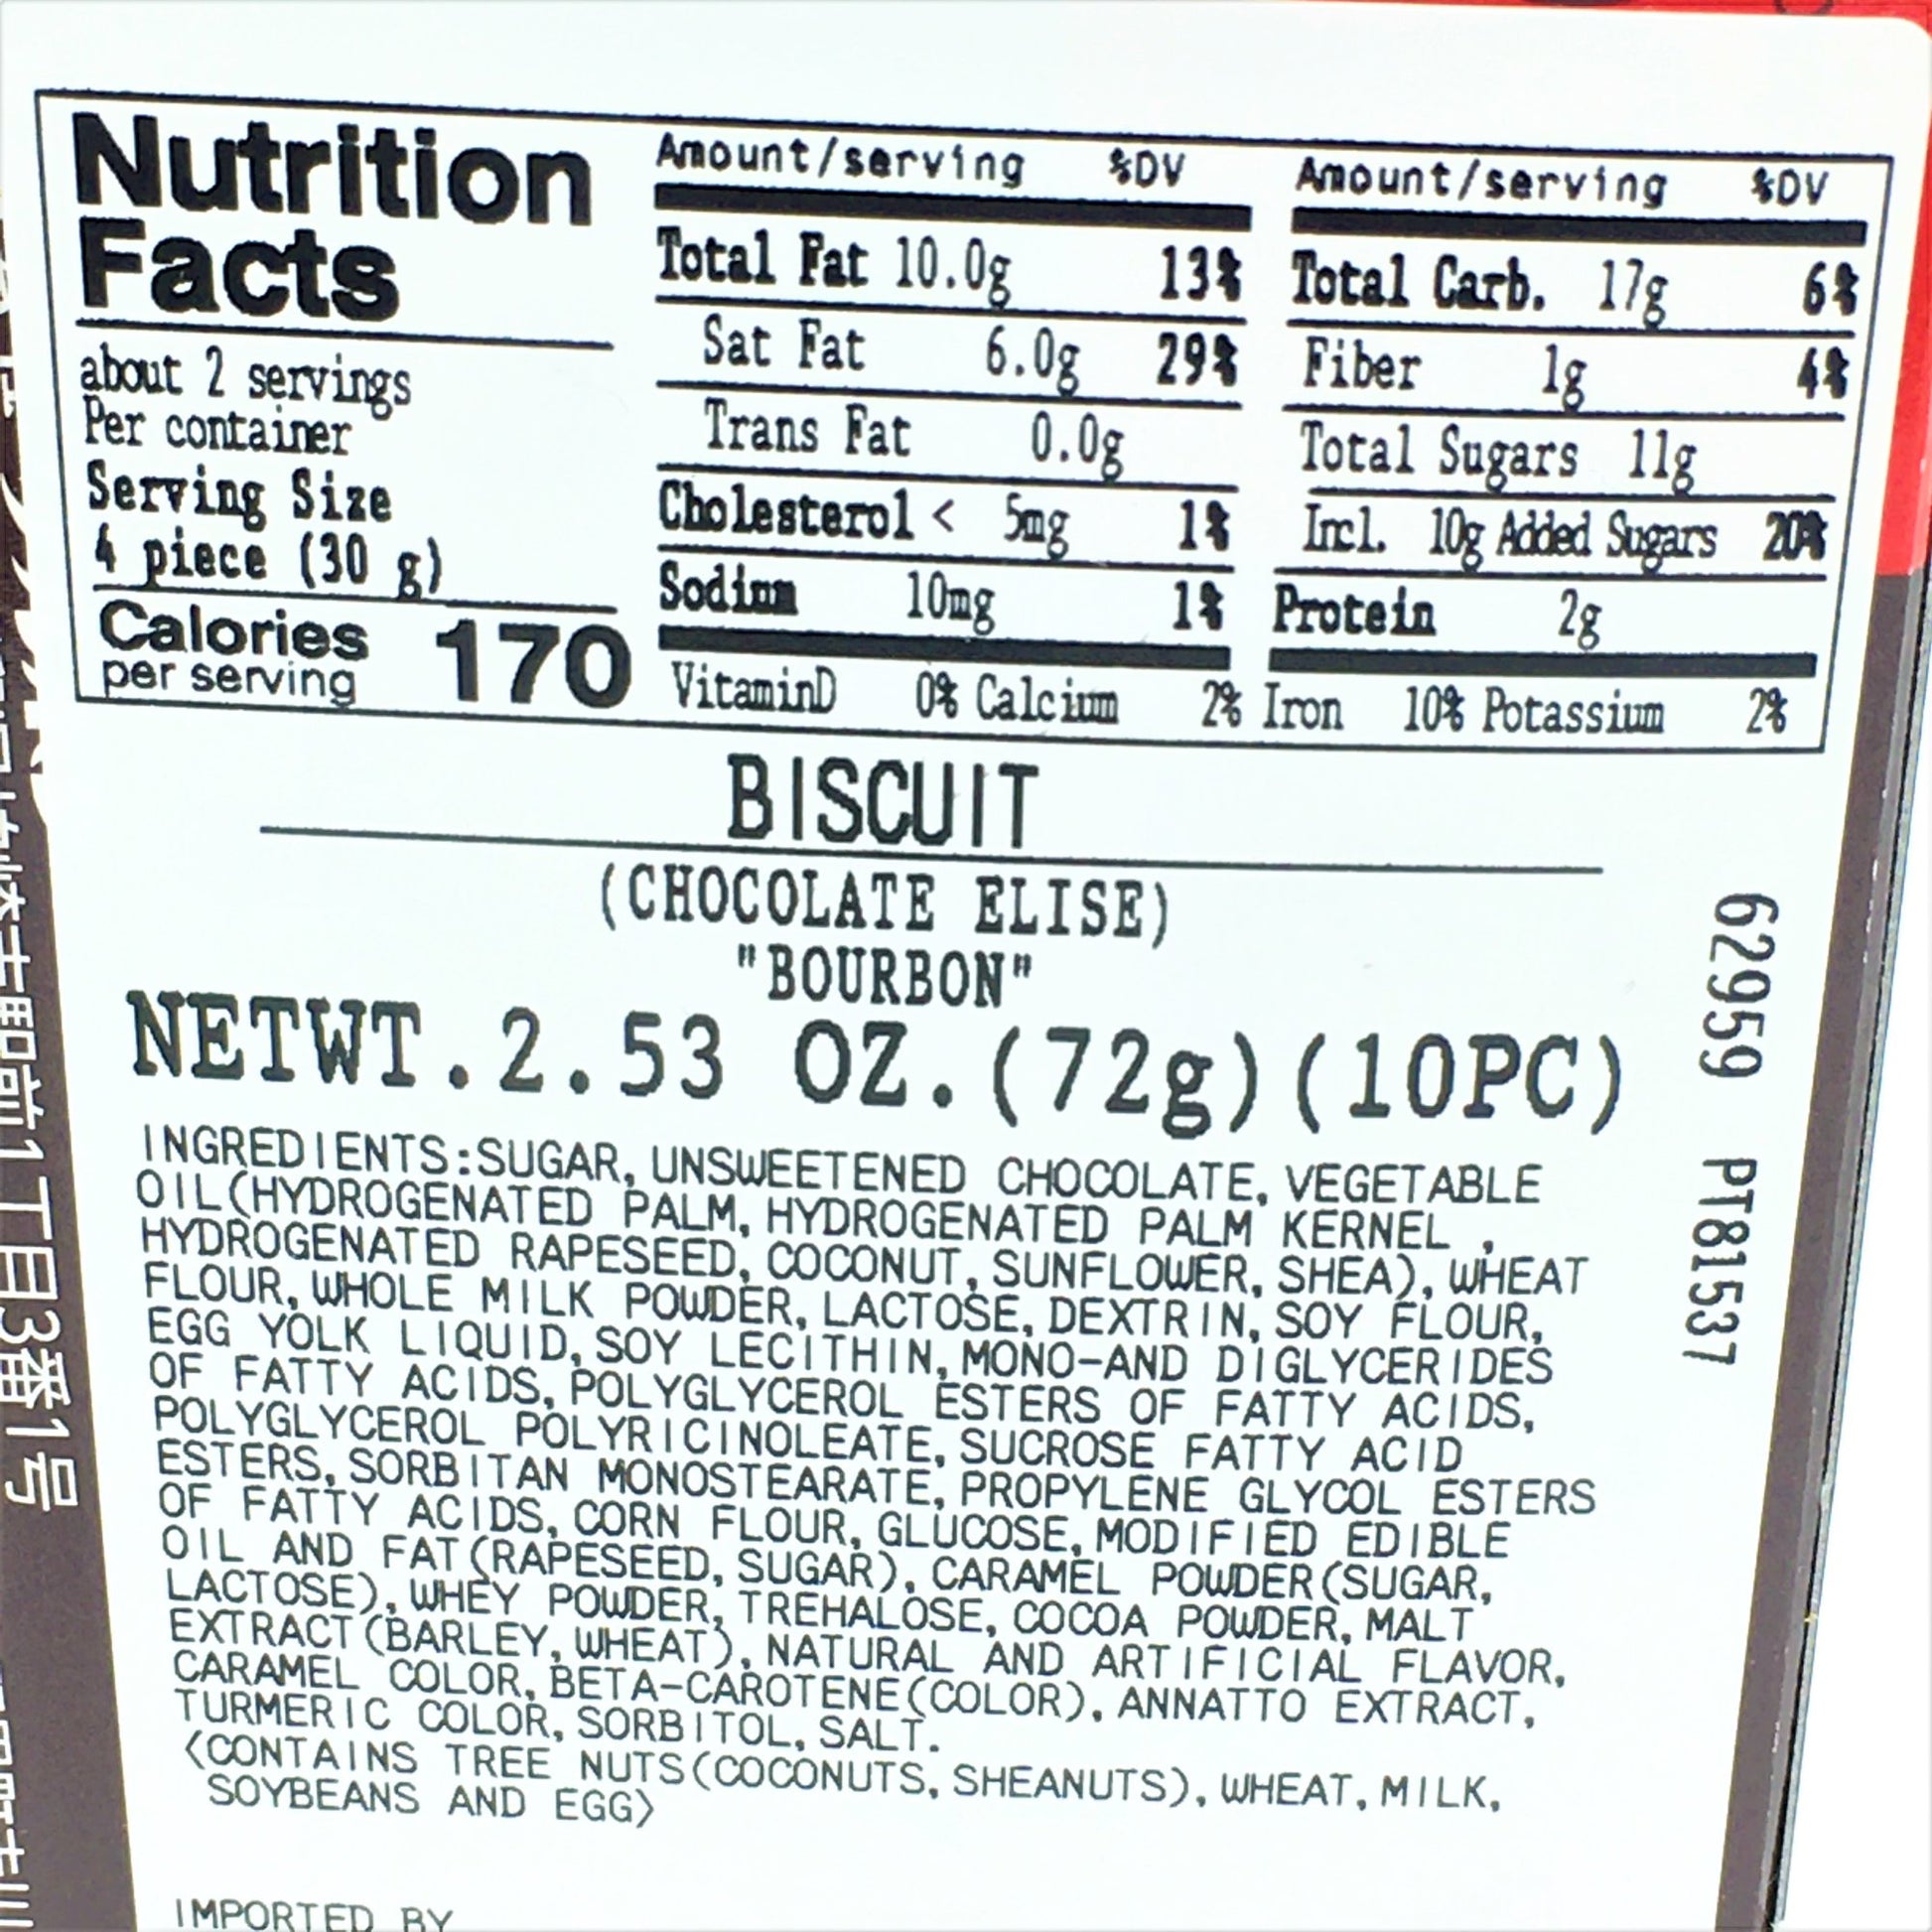 Nutrition
Facts
about 2 servings
Per container
Serving Size
4 piece (30 g)
Calories
per serving
170
Amount/serving %DV
Total Fat 10.0g 13%
Sat Fat 6.0g 29%
Trans Fat 0.0g
Cholesterol < 5mg 1%
Sodium 10mg 1%
Amount/serving %DV
Total Carb. 17g 6%
Fiber 1g 4%
Total Sugars 11g
Incl. 10g Added Sugars 20%
Protein 2g
VitaminD 0% Calcium 2% Iron 10% Potassium 2%
BISCUIT
(CHOCOLATE ELISE)
"BOURBON"
NETWT.2.53 OZ.(72g)(10PC)
INGREDIENTS:SUGAR, UNSWEETENED CHOCOLATE, VEGETABLE
OIL(HYDROGENATED PALM, HYDROGENATED PALM KERNEL ,
HYDROGENATED RAPESEED, COCONUT, SUNFLOWER, SHEA), WHEAT
FLOUR, WHOLE MILK POWDER, LACTOSE, DEXTRIN, SOY FLOUR,
EGG YOLK LIQUID, SOY LECITHIN, MONO-AND DIGLYCERIDES
OF FATTY ACIDS, POLYGLYCEROL ESTERS OF FATTY ACIDS,
POLYGLYCEROL POLYRICINOLEATE, SUCROSE FATTY ACID
ESTERS, SORBITAN MONOSTEARATE, PROPYLENE GLYCOL ESTERS
OF FATTY ACIDS, CORN FLOUR, GLUCOSE, MODIFIED EDIBLE
OIL AND FAT(RAPESEED, SUGAR), CARAMEL POWDER(SUGAR,
LACTOSE), WHEY POWDER, TREHALOSE, COCOA POWDER, MALT
EXTRACT(BARLEY, WHEAT), NATURAL AND ARTIFICIAL FLAVOR,
CARAMEL COLOR, BETA-CAROTENE(COLOR), ANNATTO EXTRACT,
TURMERIC COLOR, SORBITOL, SALT.
<CONTAINS TREE NUTS(COCONUTS, SHEANUTS), WHEAT, MILK,
SOYBEANS AND EGG>
IMPORTED BY
62959 PT81537
駅前1丁目3番1号